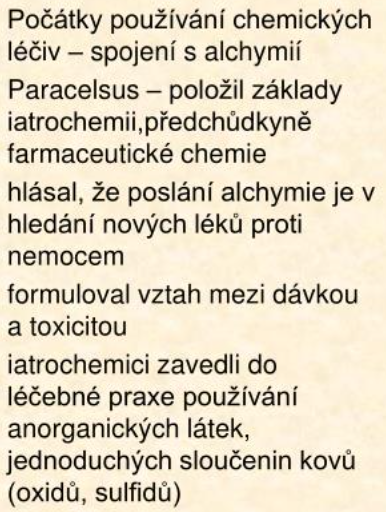 Počátky používání chemických
léčiv – spojení s alchymií
Paracelsus – položil základy
iatrochemii,předchůdkyně
farmaceutické chemie
hlásal, že poslání alchymie je v
hledání nových léků proti
nemocem
formuloval vztah mezi dávkou
a toxicitou
iatrochemici zavedli do
léčebné praxe používání
anorganických látek,
jednoduchých sloučenin kovů
(oxidů, sulfidů)